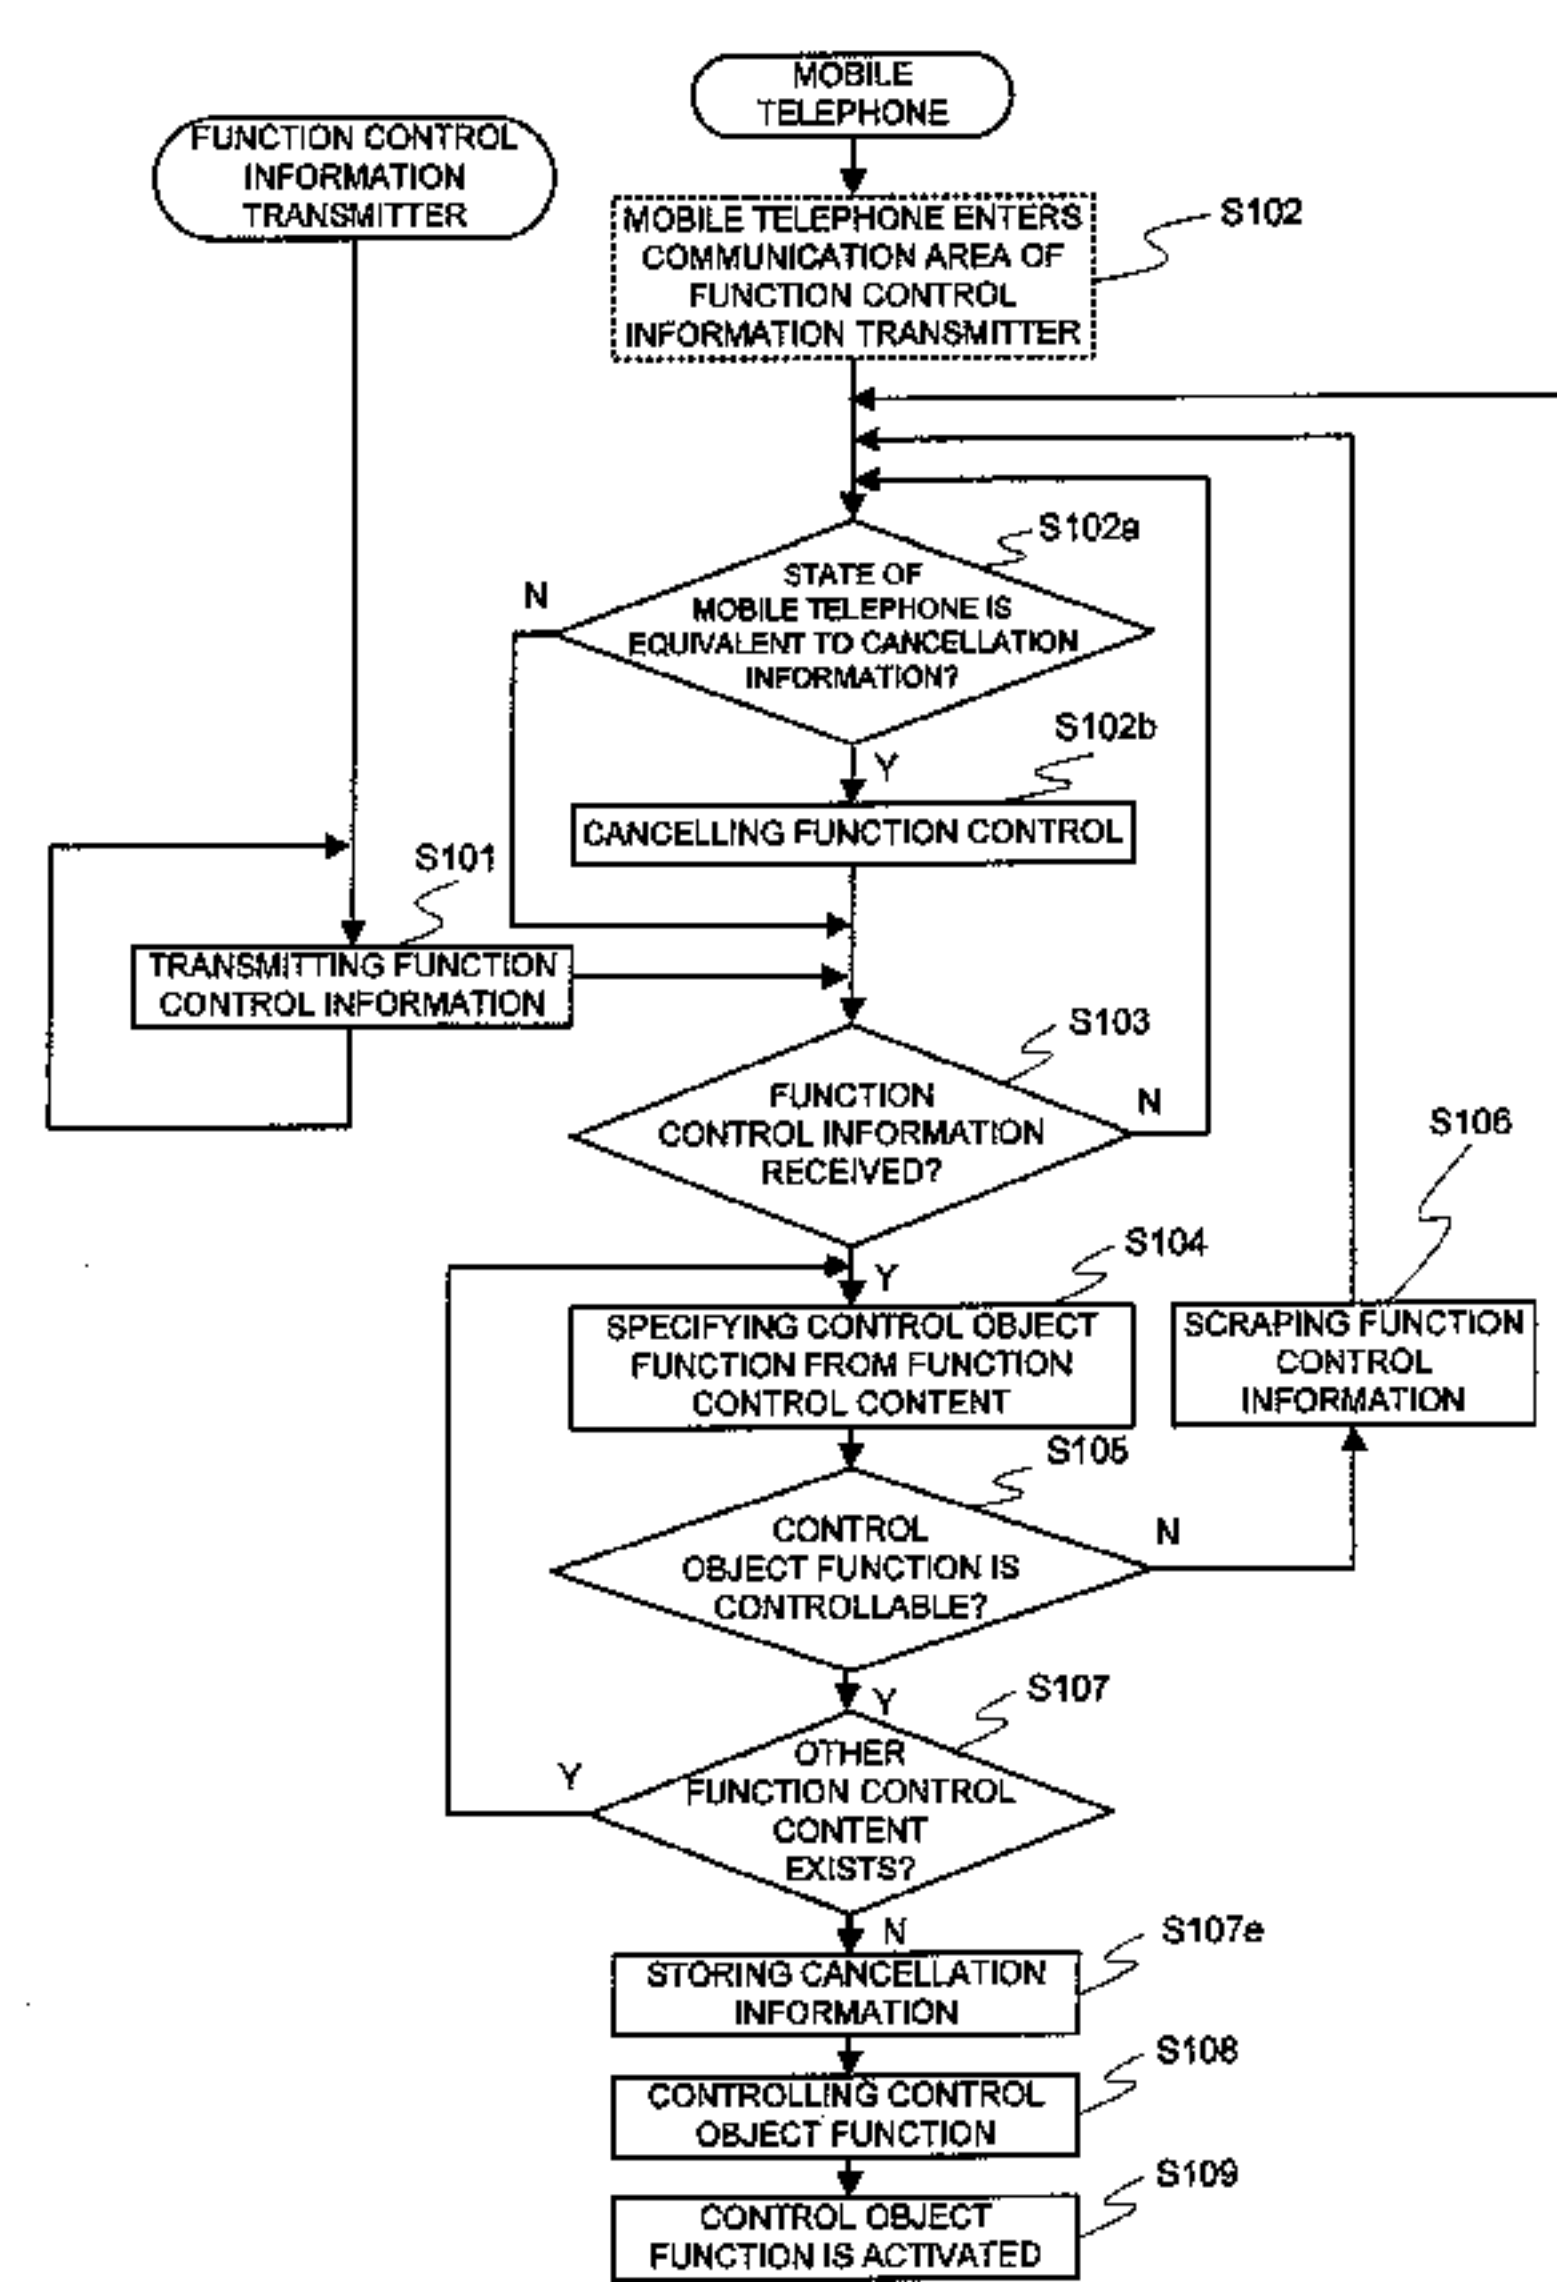 MOBILE
TELEPHONE
FUNCTION CONTROL
INFORMATION
TRANSMITTER
MOBILE TELEPHONE ENTERS
COMMUNICATION AREA OF
FUNCTION CONTROL
INFORMATION TRANSMITTER
S102
S102a
STATE OF
MOBILE TELEPHONE IS
EQUIVALENT TO CANCELLATION
INFORMATION?
N
Y
S102b
CANCELLING FUNCTION CONTROL
S101
TRANSMITTING FUNCTION
CONTROL INFORMATION
S103
FUNCTION
CONTROL INFORMATION
RECEIVED?
N
Y
S104
SPECIFYING CONTROL OBJECT
FUNCTION FROM FUNCTION
CONTROL CONTENT
S106
SCRAPING FUNCTION
CONTROL
INFORMATION
S105
CONTROL
OBJECT FUNCTION IS
CONTROLLABLE?
N
Y
S107
OTHER
FUNCTION CONTROL
CONTENT
EXISTS?
Y
N
S107e
STORING CANCELLATION
INFORMATION
S108
CONTROLLING CONTROL
OBJECT FUNCTION
S109
CONTROL OBJECT
FUNCTION IS ACTIVATED